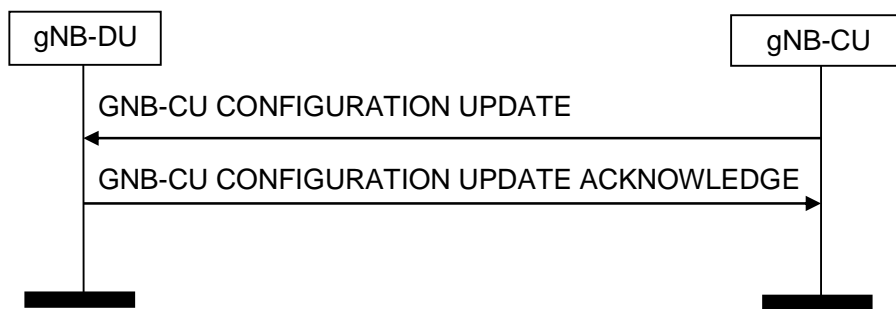 gNB-DU
gNB-CU
GNB-CU CONFIGURATION UPDATE
GNB-CU CONFIGURATION UPDATE ACKNOWLEDGE